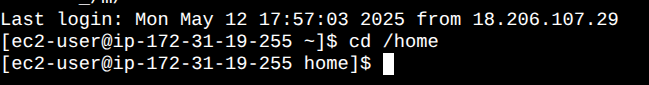 Last login: Mon May 12 17:57:03 2025 from 18.206.107.29
[ec2-user@ip-172-31-19-255 ~]$ cd /home
[ec2-user@ip-172-31-19-255 home]$